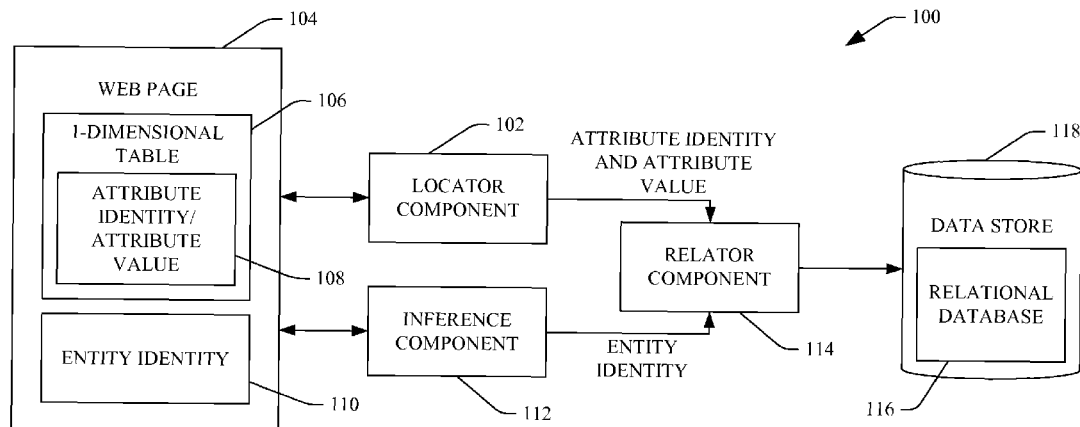 100
104
WEB PAGE
106
1-DIMENSIONAL
TABLE
ATTRIBUTE
IDENTITY/
ATTRIBUTE
VALUE
108
ENTITY IDENTITY
110
102
LOCATOR
COMPONENT
INFERENCE
COMPONENT
112
ATTRIBUTE IDENTITY
AND ATTRIBUTE
VALUE
RELATOR
COMPONENT
114
ENTITY
IDENTITY
118
DATA STORE
RELATIONAL
DATABASE
116